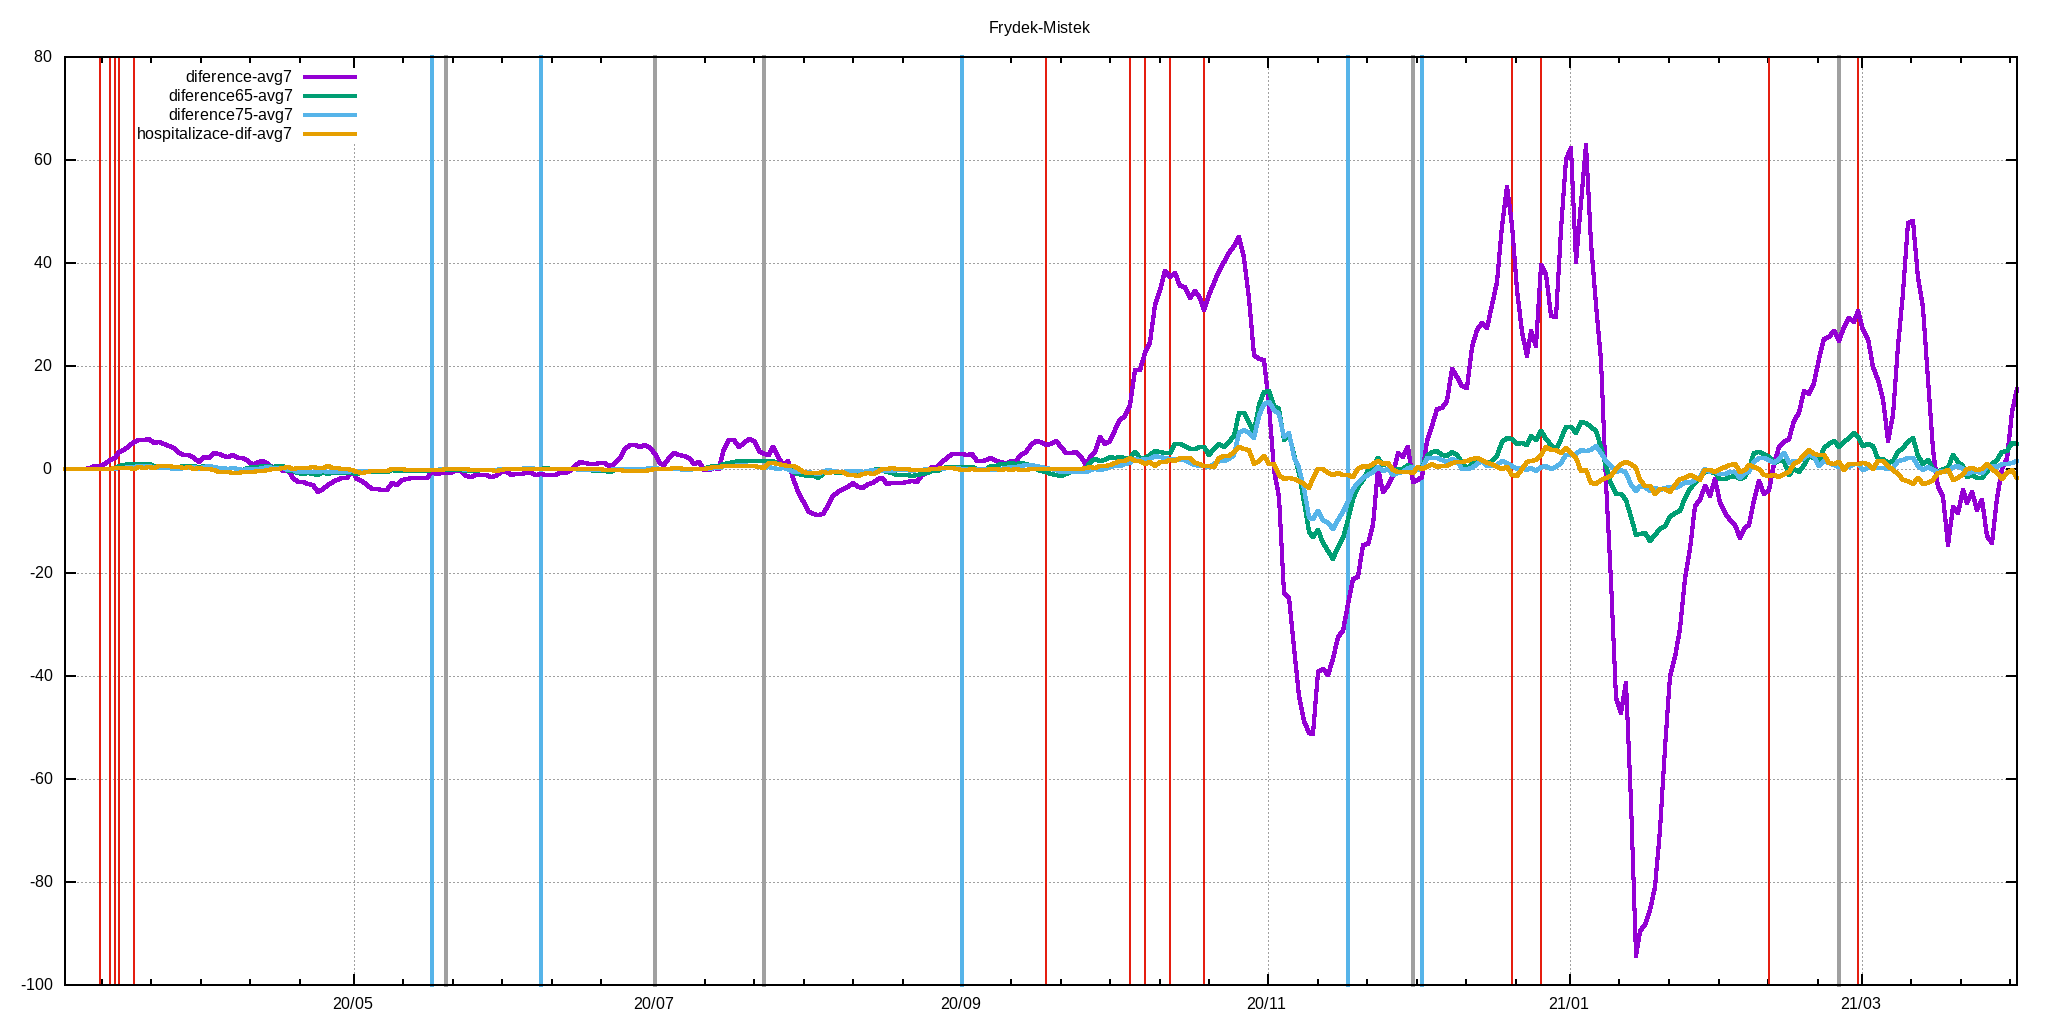 Frydek-Mistek
diference-avg7
diference65-avg7
diference75-avg7
hospitalizace-dif-avg7
80
60
40
20
0
-20
-40
-60
-80
-100
20/05 20/07 20/09 20/11 21/01 21/03